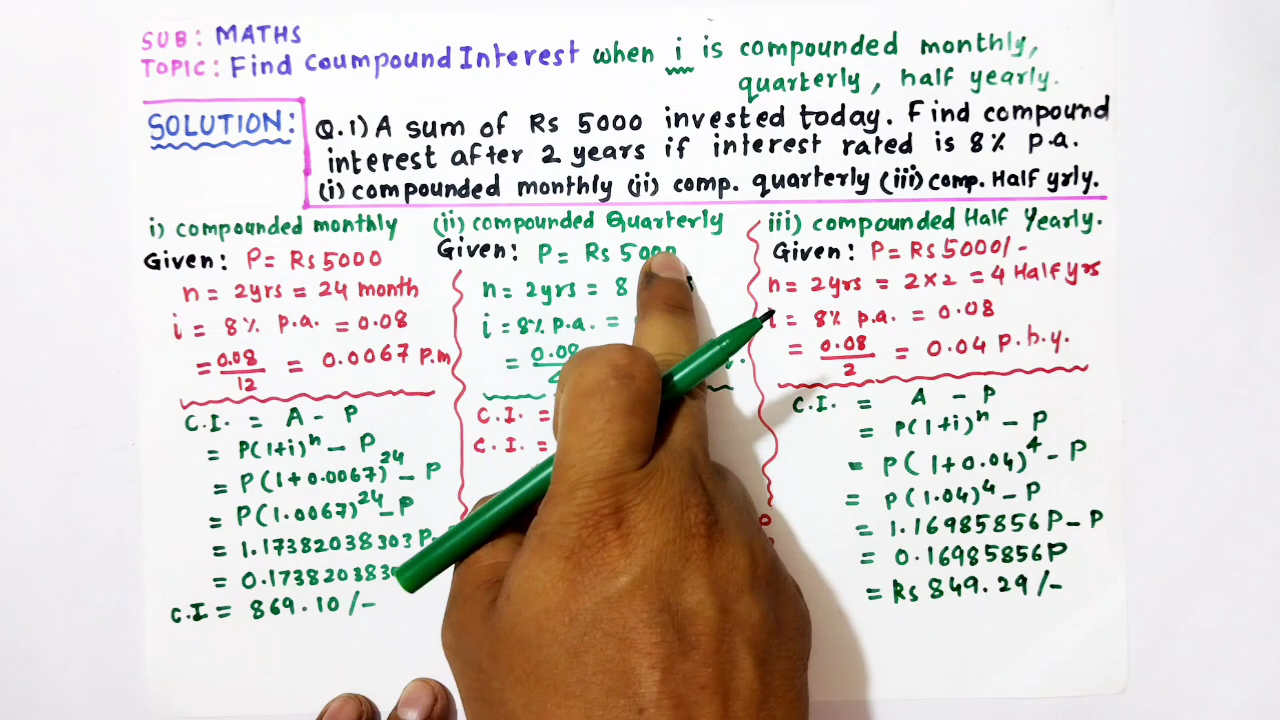 SUB: MATHS
TOPIC: Find Coumpound Interest when i is compounded monthly,
quarterly, half yearly.
SOLUTION:
Q.1) A sum of Rs 5000 invested today. Find compound
interest after 2 years if interest rated is 8% p.a.
(i) compounded monthly (ii) comp. quarterly (iii) comp. Half yrly.
i) compounded monthly
Given: P= Rs 5000
n = 2yrs = 24 month
i = 8% p.a. = 0.08
= 0.08/12 = 0.0067 p.m
C.I. = A - P
= P(1+i)^n - P
= P(1+0.0067)^24 - P
= P(1.0067)^24 - P
= 1.17382038303 P-
= 0.173820383
C.I = 869.10/-
(ii) compounded Quarterly
Given: P= Rs 5000
n = 2yrs = 8
i = 8% p.a. =
= 0.08
C.I. =
C.I. =
iii) compounded Half Yearly.
Given: P= Rs 5000/-
n= 2yrs = 2×2 = 4 Half yrs
i = 8% p.a. = 0.08
= 0.08/2 = 0.04 p.h.y.
C.I. = A - P
= P(1+i)^n - P
= P(1+0.04)^4 - P
= P(1.04)^4 - P
= 1.16985856 P - P
= 0.16985856P
= Rs 849.29/-